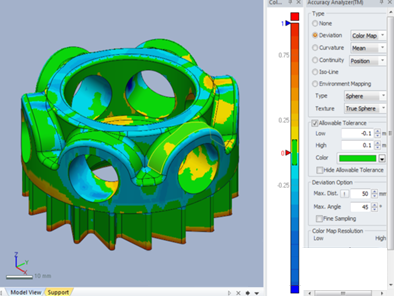 Col...
Accuracy Analyzer(TM)
Type
None
Deviation Color Map
Curvature Mean
Continuity Position
Iso-Line
Environment Mapping
Type Sphere
Texture True Sphere
Allowable Tolerance
Low -0.1 m
High 0.1 m
Color
Hide Allowable Tolerance
Deviation Option
Max. Dist. 50 mm
Max. Angle 45 °
Fine Sampling
Color Map Resolution
Low High
1
0.75
0.25
0
-0.25
Z
X
10 mm
Model View Support